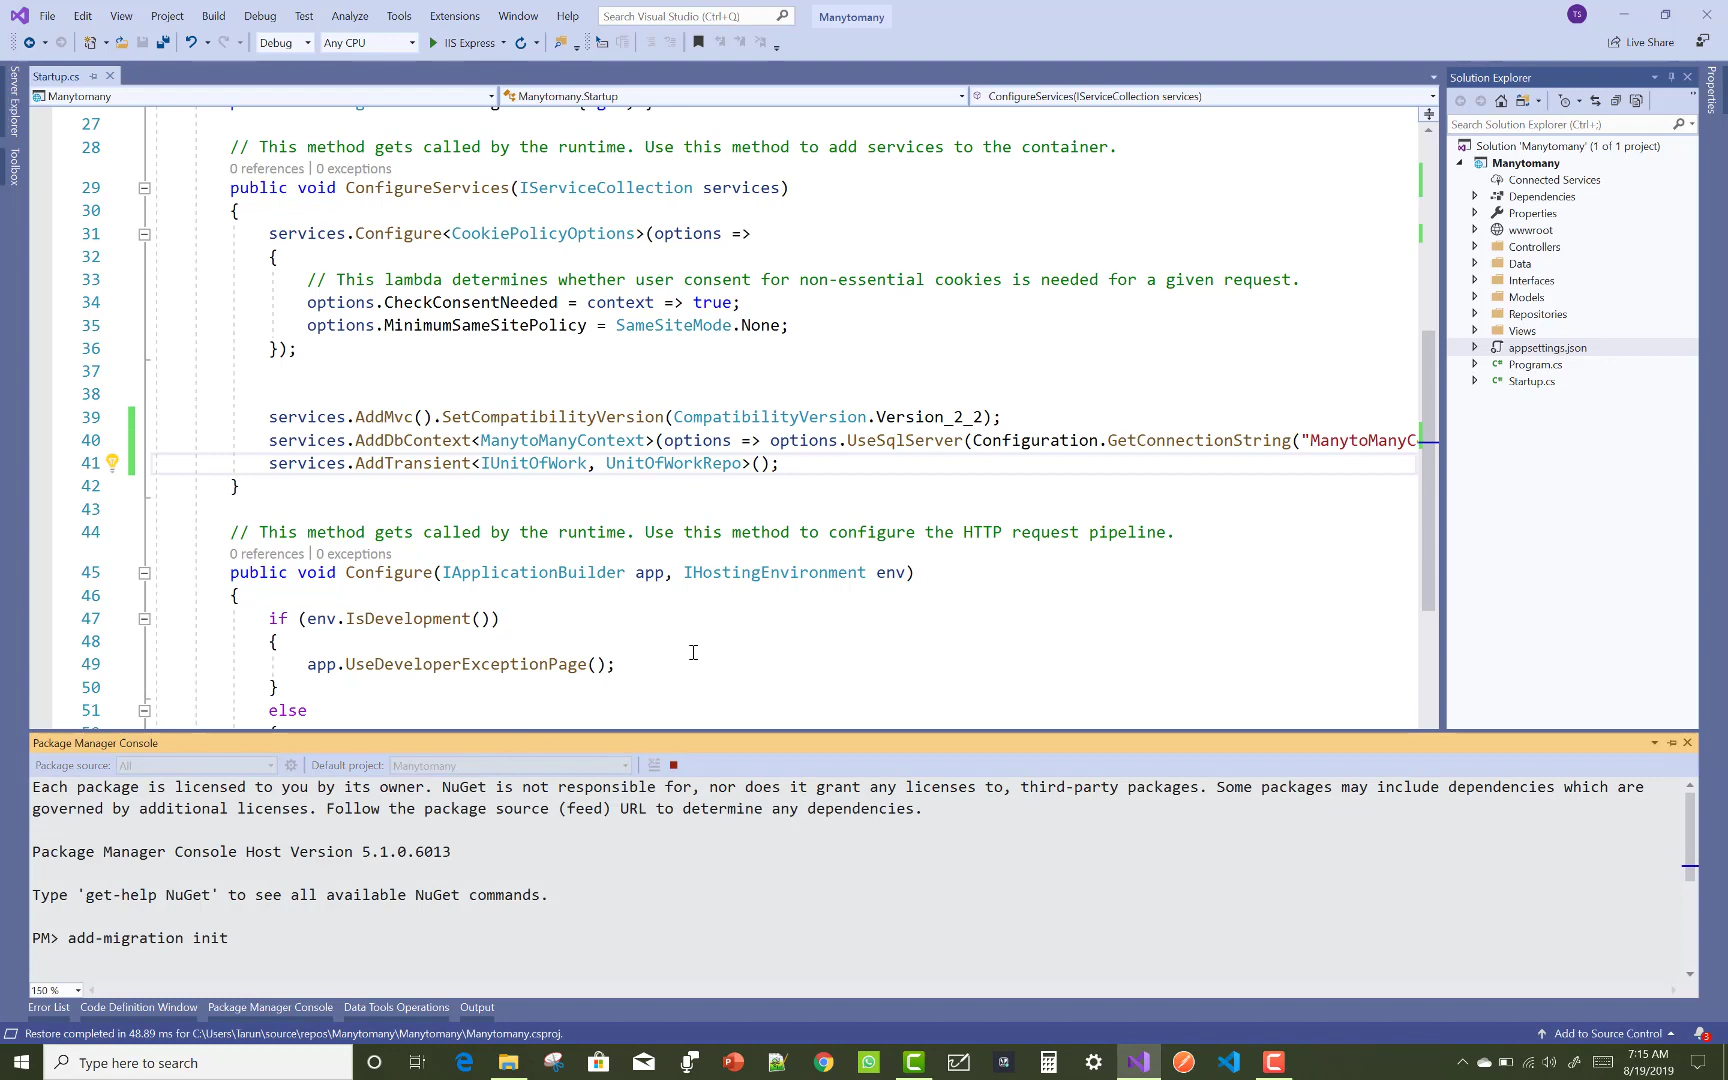 File Edit View Project Build Debug Test Analyze Tools Extensions Window Help Search Visual Studio (Ctrl+Q) Manytomany TS
Debug Any CPU IIS Express Live Share
Startup.cs
Manytomany Manytomany.Startup ConfigureServices(IServiceCollection services)
27
28 // This method gets called by the runtime. Use this method to add services to the container.
0 references | 0 exceptions
29 public void ConfigureServices(IServiceCollection services)
30 {
31 services.Configure<CookiePolicyOptions>(options =>
32 {
33 // This lambda determines whether user consent for non-essential cookies is needed for a given request.
34 options.CheckConsentNeeded = context => true;
35 options.MinimumSameSitePolicy = SameSiteMode.None;
36 });
37
38
39 services.AddMvc().SetCompatibilityVersion(CompatibilityVersion.Version_2_2);
40 services.AddDbContext<ManytoManyContext>(options => options.UseSqlServer(Configuration.GetConnectionString("ManytoManyC
41 services.AddTransient<IUnitOfWork, UnitOfWorkRepo>();
42 }
43
44 // This method gets called by the runtime. Use this method to configure the HTTP request pipeline.
0 references | 0 exceptions
45 public void Configure(IApplicationBuilder app, IHostingEnvironment env)
46 {
47 if (env.IsDevelopment())
48 {
49 app.UseDeveloperExceptionPage();
50 }
51 else
Server Explorer
Toolbox
Solution Explorer
Search Solution Explorer (Ctrl+;)
Solution 'Manytomany' (1 of 1 project)
Manytomany
Connected Services
Dependencies
Properties
wwwroot
Controllers
Data
Interfaces
Models
Repositories
Views
appsettings.json
Program.cs
Startup.cs
Properties
Package Manager Console
Package source: All Default project: Manytomany
Each package is licensed to you by its owner. NuGet is not responsible for, nor does it grant any licenses to, third-party packages. Some packages may include dependencies which are
governed by additional licenses. Follow the package source (feed) URL to determine any dependencies.
Package Manager Console Host Version 5.1.0.6013
Type 'get-help NuGet' to see all available NuGet commands.
PM> add-migration init
150 %
Error List Code Definition Window Package Manager Console Data Tools Operations Output
Restore completed in 48.89 ms for C:\Users\Tarun\source\repos\Manytomany\Manytomany\Manytomany.csproj. Add to Source Control 3
Type here to search
7:15 AM
8/19/2019